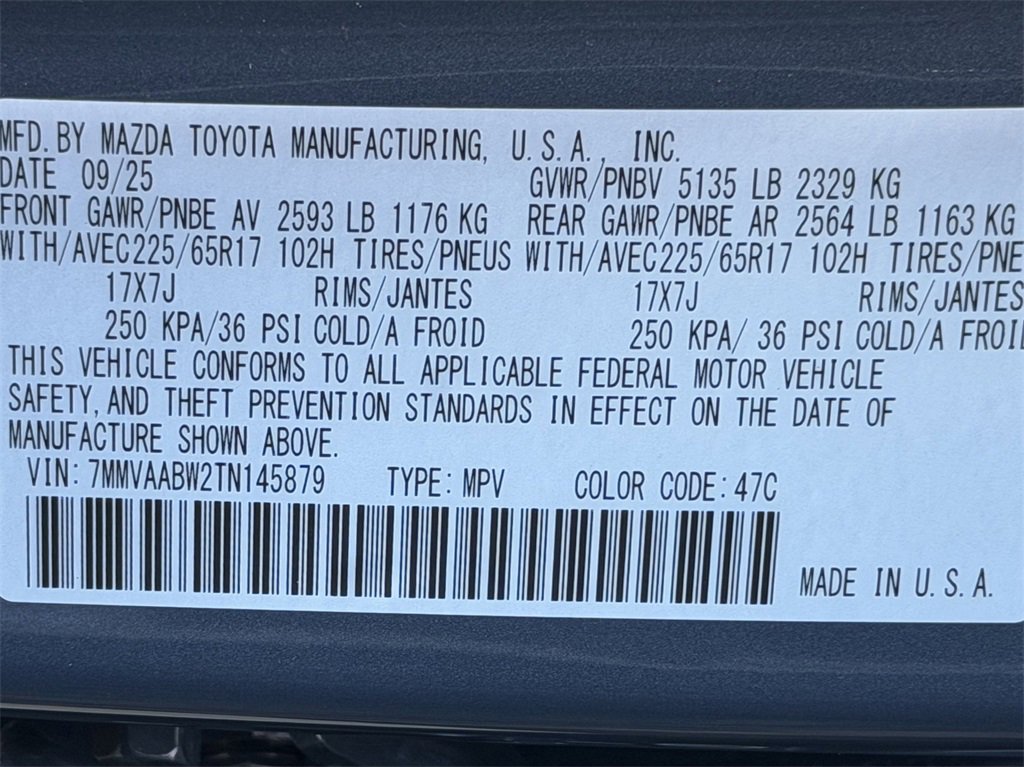 MFD. BY MAZDA TOYOTA MANUFACTURING, U.S.A., INC.
DATE 09/25 GVWR/PNBV 5135 LB 2329 KG
FRONT GAWR/PNBE AV 2593 LB 1176 KG REAR GAWR/PNBE AR 2564 LB 1163 KG
WITH/AVEC225/65R17 102H TIRES/PNEUS WITH/AVEC225/65R17 102H TIRES/PNE
17X7J RIMS/JANTES 17X7J RIMS/JANTES
250 KPA/36 PSI COLD/A FROID 250 KPA/ 36 PSI COLD/A FROI
THIS VEHICLE CONFORMS TO ALL APPLICABLE FEDERAL MOTOR VEHICLE
SAFETY, AND THEFT PREVENTION STANDARDS IN EFFECT ON THE DATE OF
MANUFACTURE SHOWN ABOVE.
VIN: 7MMVAABW2TN145879 TYPE: MPV COLOR CODE: 47C
MADE IN U.S.A.